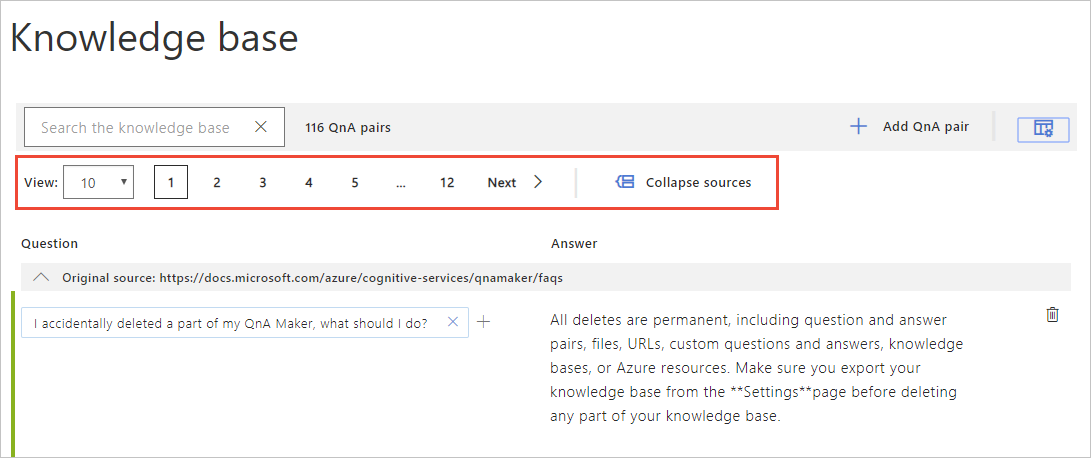 Knowledge base
Search the knowledge base 116 QnA pairs Add QnA pair
View: 10 1 2 3 4 5 ... 12 Next Collapse sources
Question Answer
Original source: https://docs.microsoft.com/azure/cognitive-services/qnamaker/faqs
I accidentally deleted a part of my QnA Maker, what should I do?
All deletes are permanent, including question and answer
pairs, files, URLs, custom questions and answers, knowledge
bases, or Azure resources. Make sure you export your
knowledge base from the **Settings**page before deleting
any part of your knowledge base.